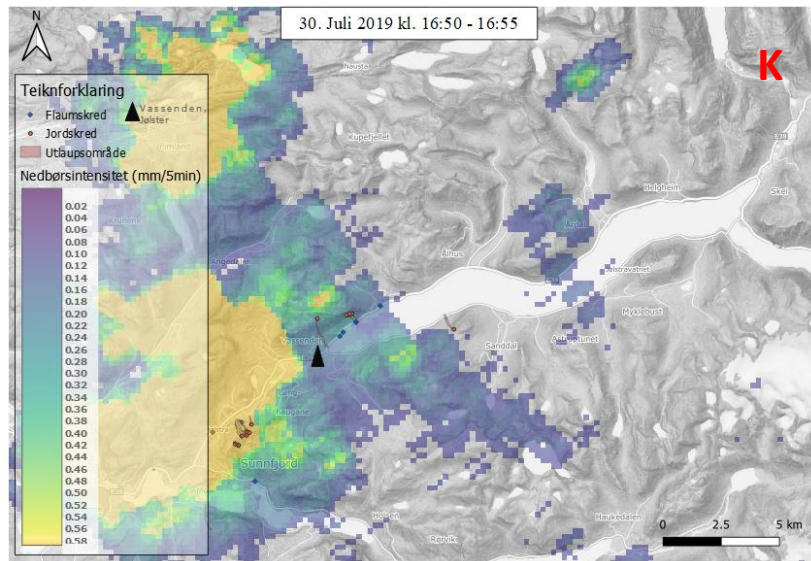 30. Juli 2019 kl. 16:50 - 16:55
N
K
Teiknforklaring
Vassenden,
Jølster
Flaumskred
Jordskred
Utlaupsområde
Nedbørsintensitet (mm/5min)
0.02
0.04
0.06
0.08
0.10
0.12
0.14
0.16
0.18
0.20
0.22
0.24
0.26
0.28
0.30
0.32
0.34
0.36
0.38
0.40
0.42
0.44
0.46
0.48
0.50
0.52
0.54
0.56
0.58
Nausta
Kupefjellet
Helgheim
Skei
Årdal
Ålhus
Jølstravatnet
Myklebust
Vassenden
Sanddal
Sunnfjord
Haukedalen
Rørvik
0 2.5 5 km